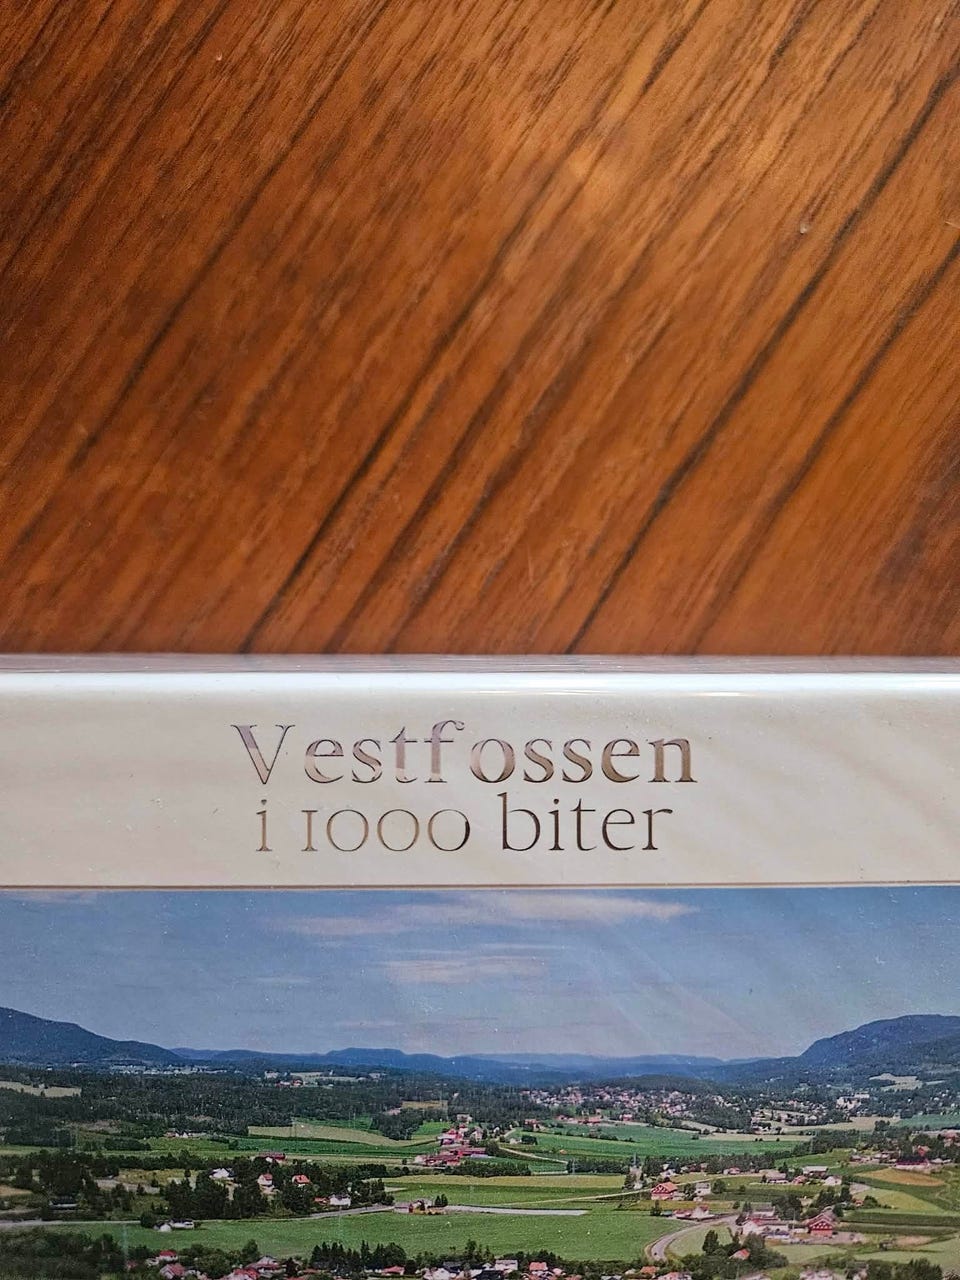 Vestfossen
i 1000 biter